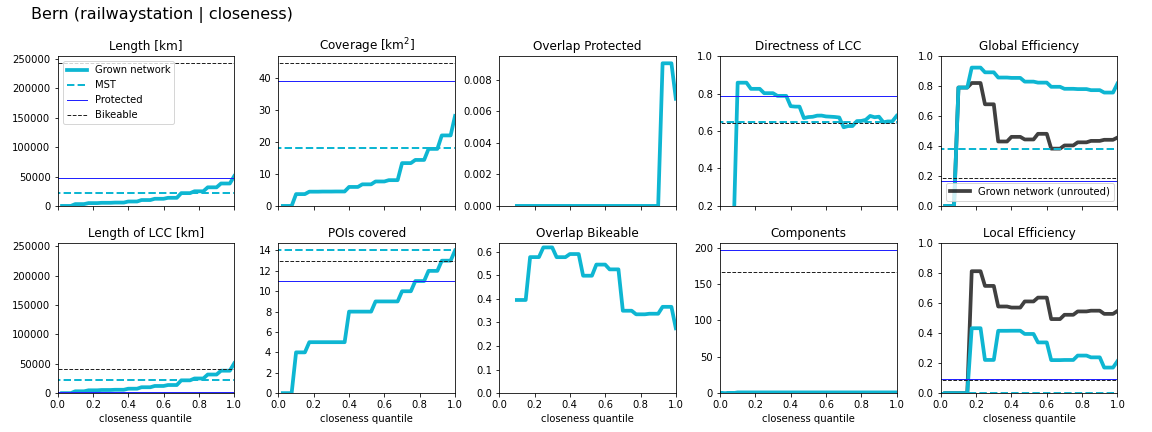 Bern (railwaystation | closeness)
Length [km]
250000
200000
150000
100000
50000
0
Grown network
MST
Protected
Bikeable
Coverage [km²]
40
30
20
10
0
Overlap Protected
0.008
0.006
0.004
0.002
0.000
Directness of LCC
1.0
0.8
0.6
0.4
0.2
Global Efficiency
1.0
0.8
0.6
0.4
0.2
0.0
Grown network (unrouted)
Length of LCC [km]
250000
200000
150000
100000
50000
0
0.0 0.2 0.4 0.6 0.8 1.0
closeness quantile
POIs covered
14
12
10
8
6
4
2
0
0.0 0.2 0.4 0.6 0.8 1.0
closeness quantile
Overlap Bikeable
0.6
0.5
0.4
0.3
0.2
0.1
0.0
0.0 0.2 0.4 0.6 0.8 1.0
closeness quantile
Components
200
150
100
50
0
0.0 0.2 0.4 0.6 0.8 1.0
closeness quantile
Local Efficiency
1.0
0.8
0.6
0.4
0.2
0.0
0.0 0.2 0.4 0.6 0.8 1.0
closeness quantile